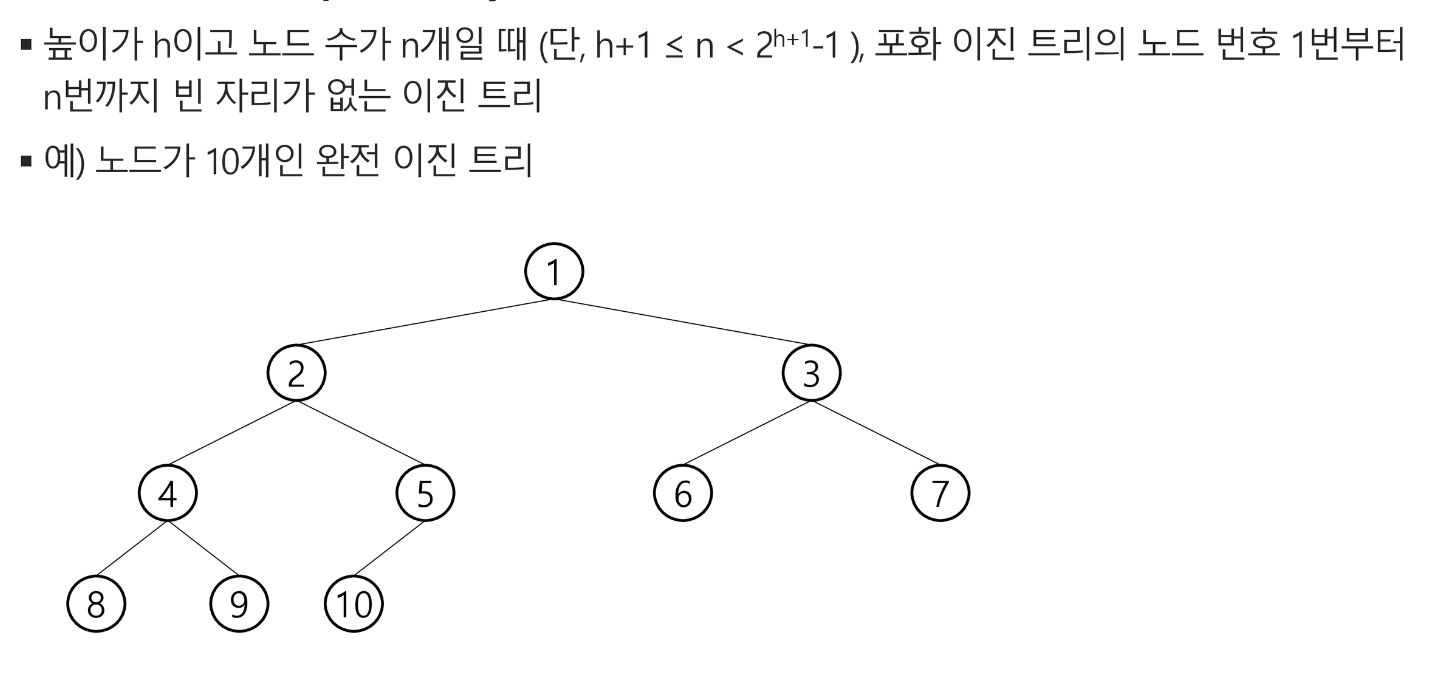 ▪ 높이가 h이고 노드 수가 n개일 때 (단, h+1 ≤ n < 2^{h+1}-1 ), 포화 이진 트리의 노드 번호 1번부터
n번까지 빈 자리가 없는 이진 트리
▪ 예) 노드가 10개인 완전 이진 트리
1
2 3
4 5 6 7
8 9 10